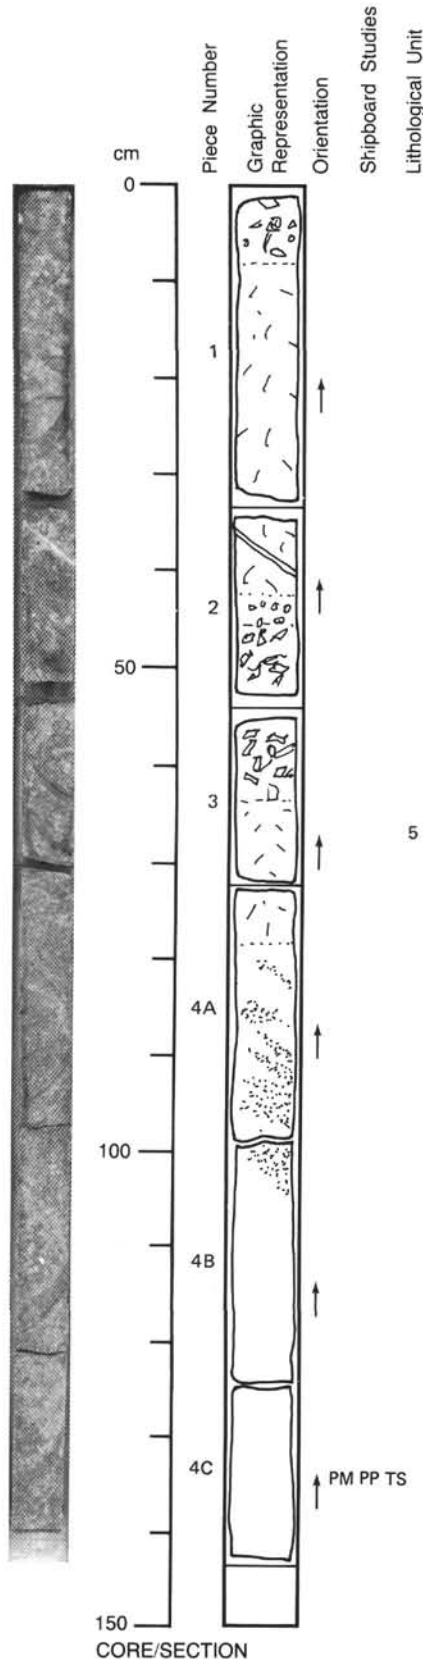 cm
Piece Number
Graphic
Representation
Orientation
Shipboard Studies
Lithological Unit
0
1
2
50
3
5
4A
100
4B
4C
PM PP TS
150
CORE/SECTION